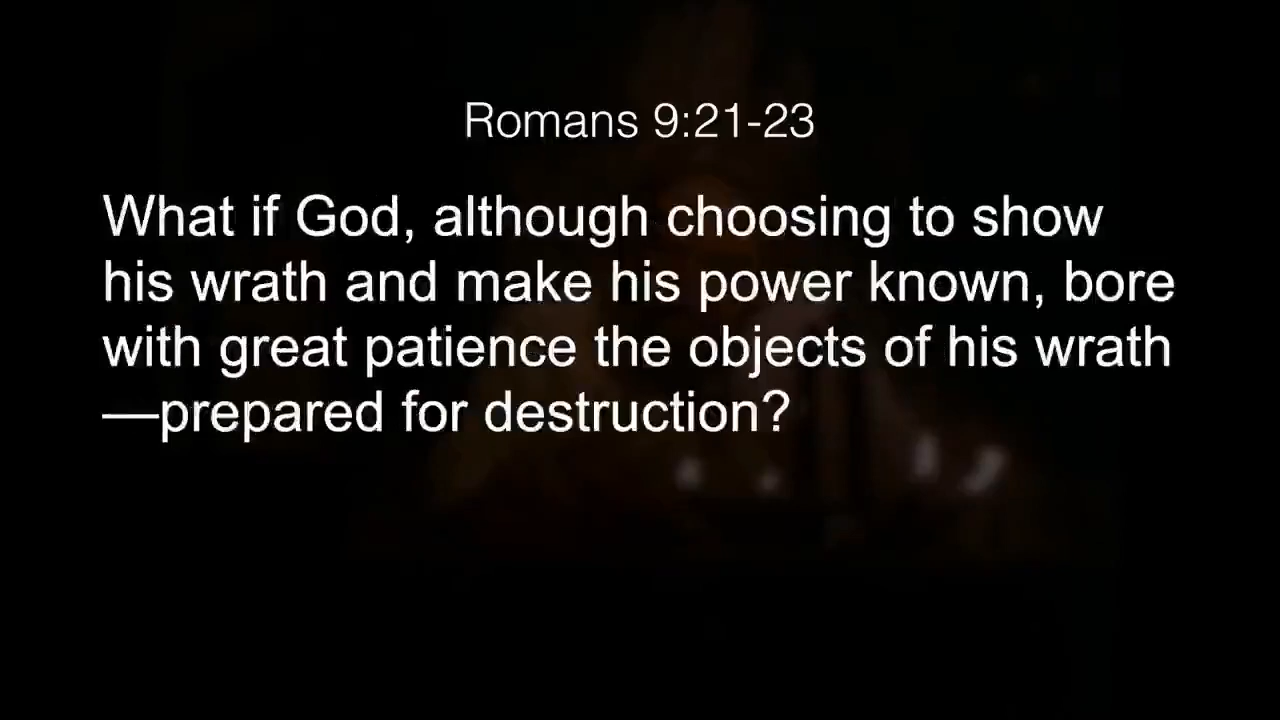 Romans 9:21-23
What if God, although choosing to show
his wrath and make his power known, bore
with great patience the objects of his wrath
—prepared for destruction?